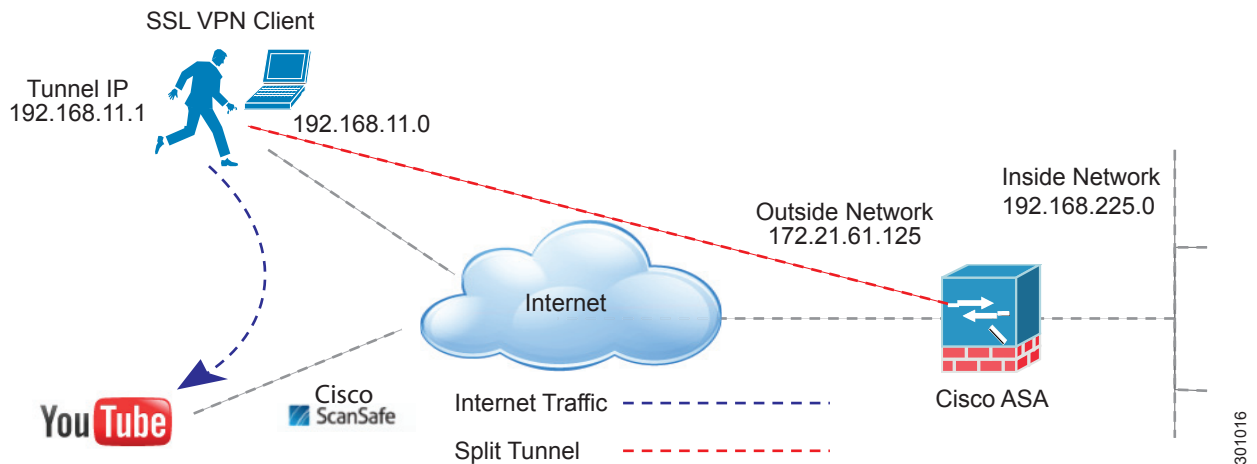 SSL VPN Client
Tunnel IP
192.168.11.1
192.168.11.0
Inside Network
192.168.225.0
Outside Network
172.21.61.125
Internet
Cisco ASA
YouTube
Cisco
ScanSafe
Internet Traffic
Split Tunnel
301016